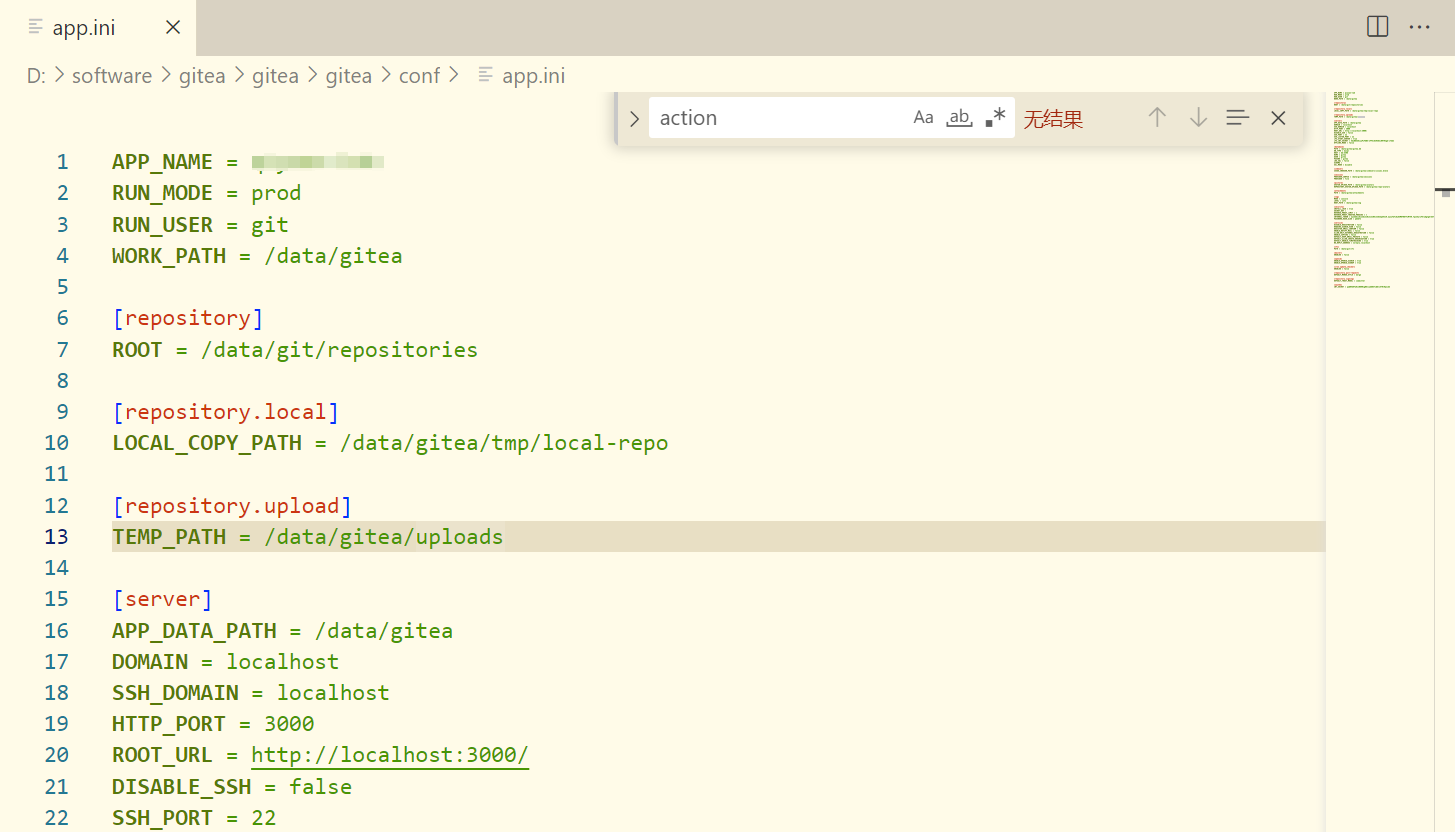 app.ini
D: software gitea gitea gitea conf app.ini
action Aa ab .* 无结果
1 APP_NAME =
2 RUN_MODE = prod
3 RUN_USER = git
4 WORK_PATH = /data/gitea
5
6 [repository]
7 ROOT = /data/git/repositories
8
9 [repository.local]
10 LOCAL_COPY_PATH = /data/gitea/tmp/local-repo
11
12 [repository.upload]
13 TEMP_PATH = /data/gitea/uploads
14
15 [server]
16 APP_DATA_PATH = /data/gitea
17 DOMAIN = localhost
18 SSH_DOMAIN = localhost
19 HTTP_PORT = 3000
20 ROOT_URL = http://localhost:3000/
21 DISABLE_SSH = false
22 SSH_PORT = 22